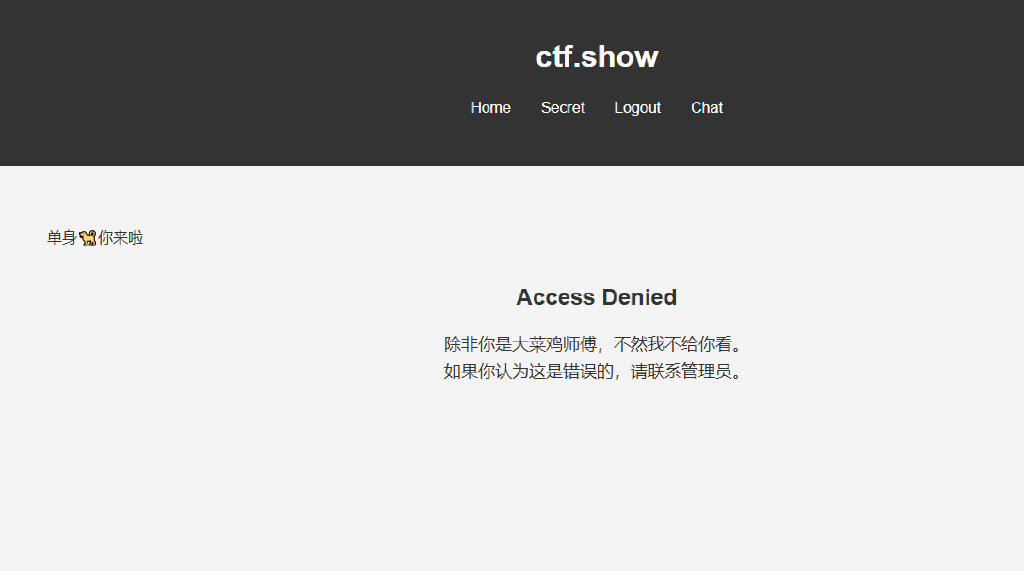 ctf.show
Home Secret Logout Chat
单身🐕你来啦
Access Denied
除非你是大菜鸡师傅，不然我不给你看。
如果你认为这是错误的，请联系管理员。